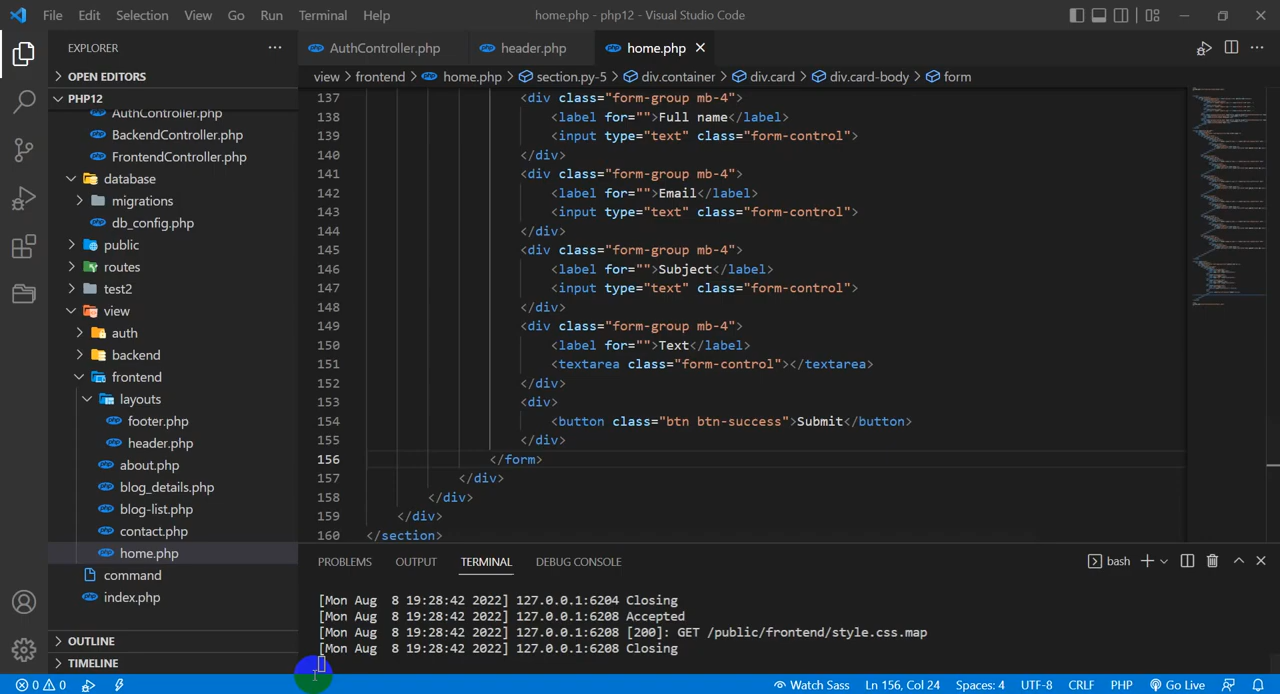 File Edit Selection View Go Run Terminal Help home.php - php12 - Visual Studio Code
EXPLORER
AuthController.php header.php home.php
OPEN EDITORS
view > frontend > home.php > section.py-5 > div.container > div.card > div.card-body > form
PHP12
AuthController.php
BackendController.php
FrontendController.php
database
migrations
db_config.php
public
routes
test2
view
auth
backend
frontend
layouts
footer.php
header.php
about.php
blog_details.php
blog-list.php
contact.php
home.php
command
index.php
OUTLINE
TIMELINE
137 <div class="form-group mb-4">
138 <label for="">Full name</label>
139 <input type="text" class="form-control">
140 </div>
141 <div class="form-group mb-4">
142 <label for="">Email</label>
143 <input type="text" class="form-control">
144 </div>
145 <div class="form-group mb-4">
146 <label for="">Subject</label>
147 <input type="text" class="form-control">
148 </div>
149 <div class="form-group mb-4">
150 <label for="">Text</label>
151 <textarea class="form-control"></textarea>
152 </div>
153 <div>
154 <button class="btn btn-success">Submit</button>
155 </div>
156 </form>
157 </div>
158 </div>
159 </div>
160 </section>
PROBLEMS OUTPUT TERMINAL DEBUG CONSOLE bash
[Mon Aug  8 19:28:42 2022] 127.0.0.1:6204 Closing
[Mon Aug  8 19:28:42 2022] 127.0.0.1:6208 Accepted
[Mon Aug  8 19:28:42 2022] 127.0.0.1:6208 [200]: GET /public/frontend/style.css.map
[Mon Aug  8 19:28:42 2022] 127.0.0.1:6208 Closing
0 0 Watch Sass Ln 156, Col 24 Spaces: 4 UTF-8 CRLF PHP Go Live